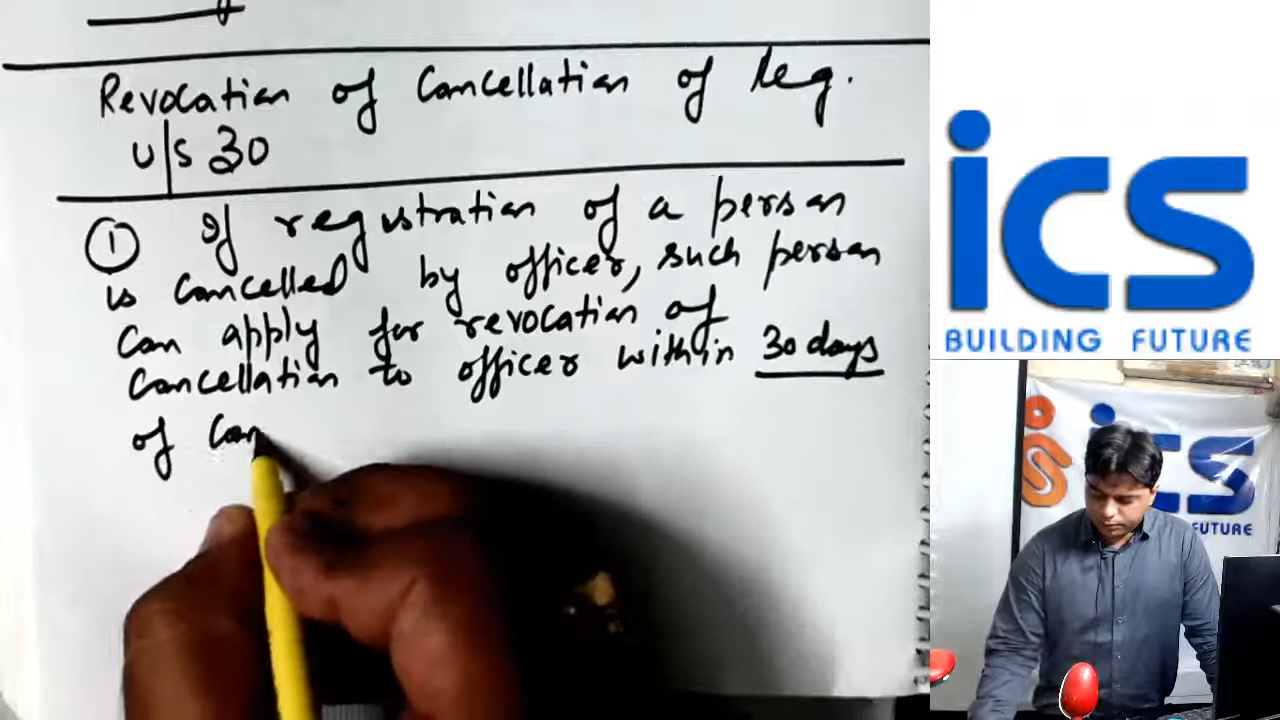 Revocation of Cancellation of Reg.
U/S 30
① If registration of a person
is cancelled by officer, such person
can apply for revocation of
Cancellation to officer within 30 days
of Can
ics
BUILDING FUTURE
ics
FUTURE